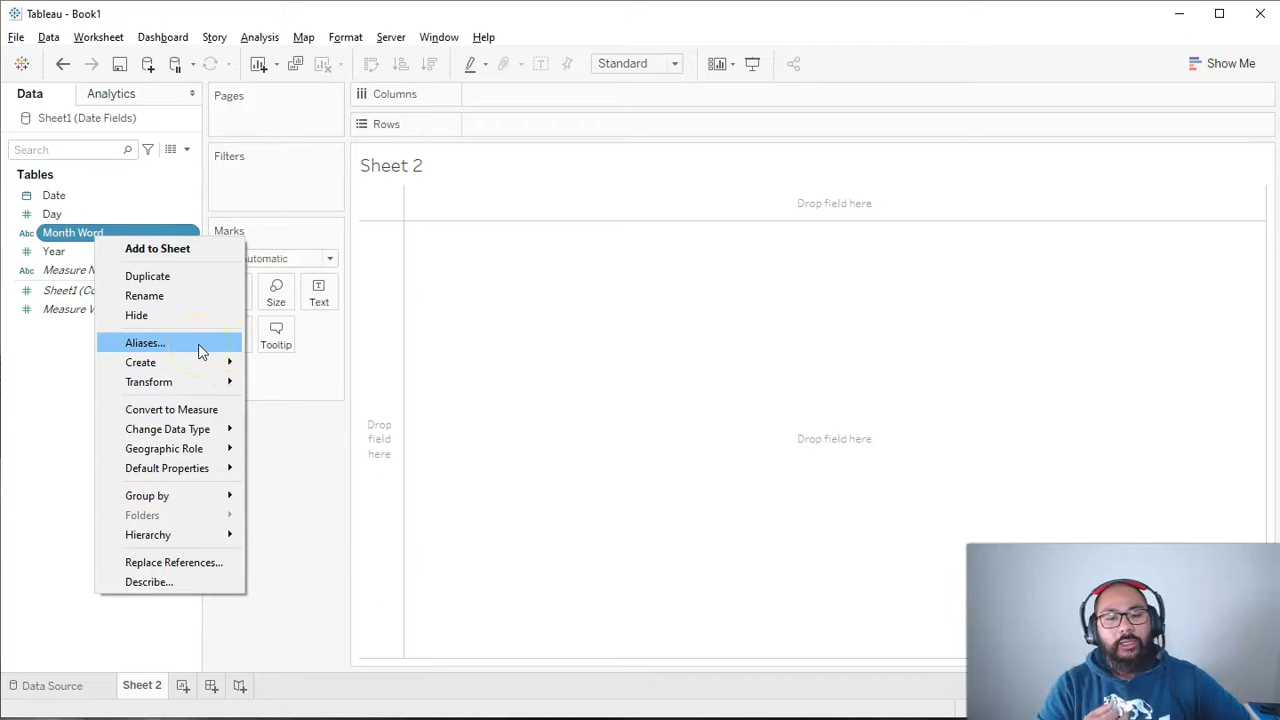 Tableau - Book1
File Data Worksheet Dashboard Story Analysis Map Format Server Window Help
Standard
Show Me
Data
Analytics
Sheet1 (Date Fields)
Search
Tables
Date
Day
Abc Month Word
Year
Abc Measure N
Sheet1 (Co
Measure V
Add to Sheet
Duplicate
Rename
Hide
Aliases...
Create
Transform
Convert to Measure
Change Data Type
Geographic Role
Default Properties
Group by
Folders
Hierarchy
Replace References...
Describe...
Pages
Filters
Marks
utomatic
Size
Text
Tooltip
Columns
Rows
Sheet 2
Drop field here
Drop
field
here
Drop field here
Data Source
Sheet 2